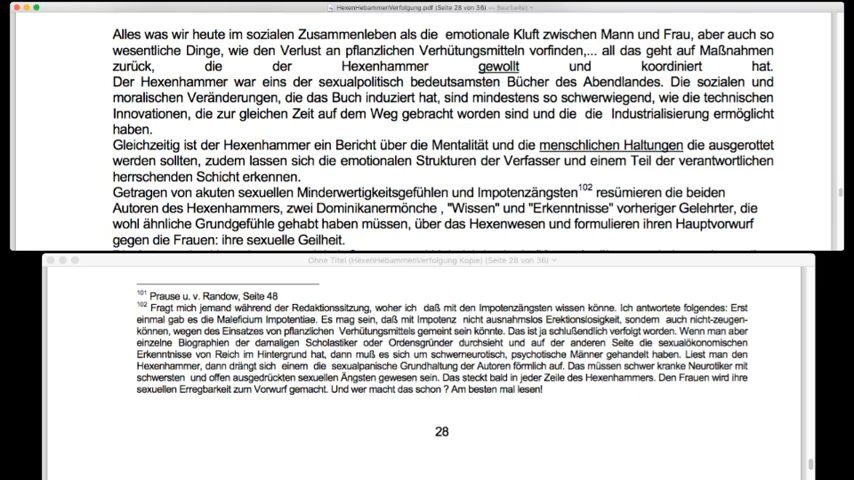 HexenHebammenVerfolgung.pdf (Seite 28 von 36) — Bearbeitet
Alles was wir heute im sozialen Zusammenleben als die emotionale Kluft zwischen Mann und Frau, aber auch so
wesentliche Dinge, wie den Verlust an pflanzlichen Verhütungsmitteln vorfinden,... all das geht auf Maßnahmen
zurück, die der Hexenhammer gewollt und koordiniert hat.
Der Hexenhammer war eins der sexualpolitisch bedeutsamsten Bücher des Abendlandes. Die sozialen und
moralischen Veränderungen, die das Buch induziert hat, sind mindestens so schwerwiegend, wie die technischen
Innovationen, die zur gleichen Zeit auf dem Weg gebracht worden sind und die die Industrialisierung ermöglicht
haben.
Gleichzeitig ist der Hexenhammer ein Bericht über die Mentalität und die menschlichen Haltungen die ausgerottet
werden sollten, zudem lassen sich die emotionalen Strukturen der Verfasser und einem Teil der verantwortlichen
herrschenden Schicht erkennen.
Getragen von akuten sexuellen Minderwertigkeitsgefühlen und Impotenzängsten102 resümieren die beiden
Autoren des Hexenhammers, zwei Dominikanermönche , "Wissen" und "Erkenntnisse" vorheriger Gelehrter, die
wohl ähnliche Grundgefühle gehabt haben müssen, über das Hexenwesen und formulieren ihren Hauptvorwurf
gegen die Frauen: ihre sexuelle Geilheit.
Ohne Titel (HexenHebammenVerfolgung Kopie) (Seite 28 von 36)
101 Prause u. v. Randow, Seite 48
102 Fragt mich jemand während der Redaktionssitzung, woher ich daß mit den Impotenzängsten wissen könne. Ich antwortete folgendes: Erst
einmal gab es die Maleficium Impotentiae. Es mag sein, daß mit Impotenz nicht ausnahmslos Erektionslosigkeit, sondern auch nicht-zeugen-
können, wegen des Einsatzes von pflanzlichen Verhütungsmittels gemeint sein könnte. Das ist ja schlußendlich verfolgt worden. Wenn man aber
einzelne Biographien der damaligen Scholastiker oder Ordensgründer durchsieht und auf der anderen Seite die sexualökonomischen
Erkenntnisse von Reich im Hintergrund hat, dann muß es sich um schwerneurotisch, psychotische Männer gehandelt haben. Liest man den
Hexenhammer, dann drängt sich einem die sexualpanische Grundhaltung der Autoren förmlich auf. Das müssen schwer kranke Neurotiker mit
schwersten und offen ausgedrückten sexuellen Ängsten gewesen sein. Das steckt bald in jeder Zeile des Hexenhammers. Den Frauen wird ihre
sexuellen Erregbarkeit zum Vorwurf gemacht. Und wer macht das schon ? Am besten mal lesen!
28